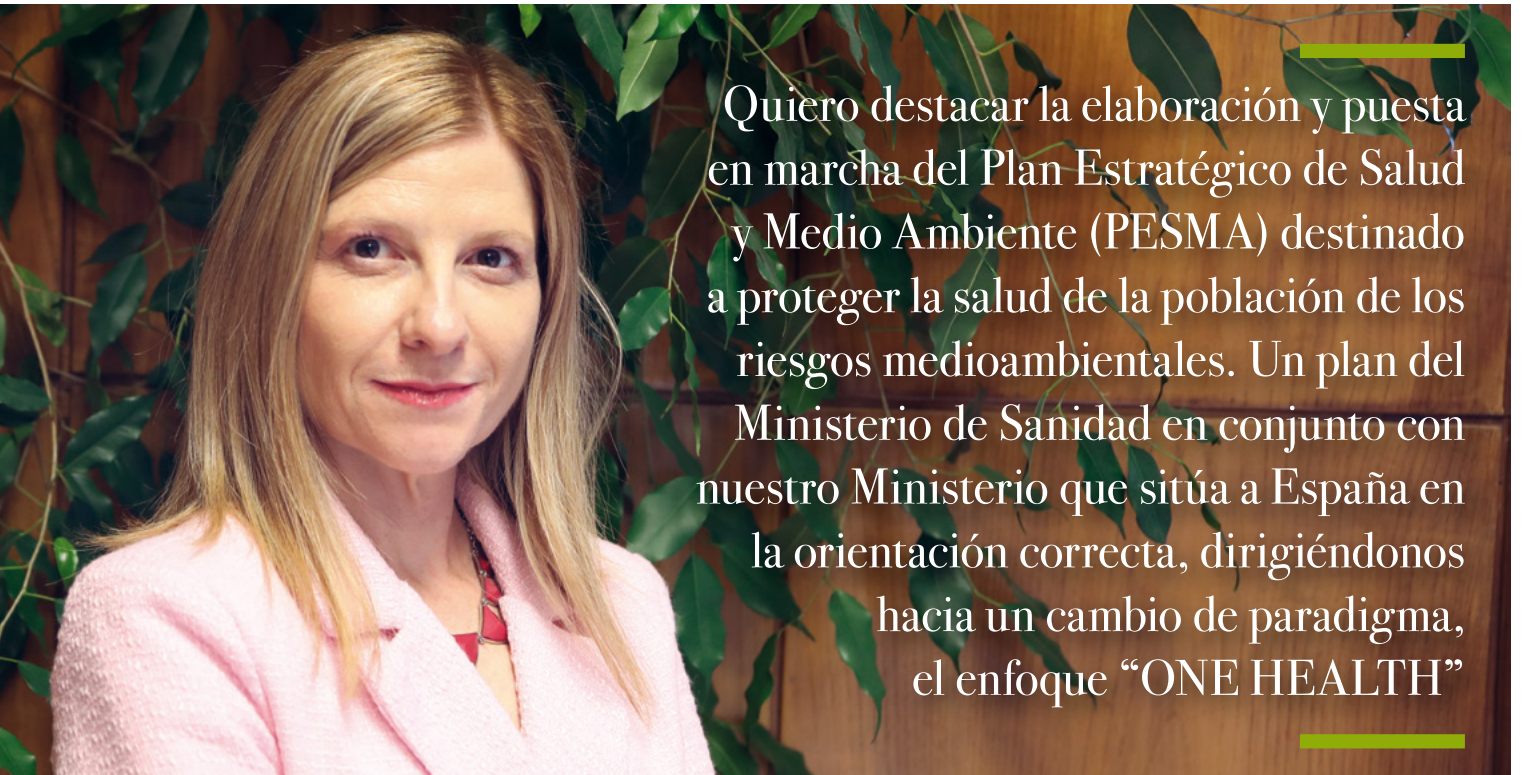 Quiero destacar la elaboración y puesta
en marcha del Plan Estratégico de Salud
y Medio Ambiente (PESMA) destinado
a proteger la salud de la población de los
riesgos medioambientales. Un plan del
Ministerio de Sanidad en conjunto con
nuestro Ministerio que sitúa a España en
la orientación correcta, dirigiéndonos
hacia un cambio de paradigma,
el enfoque “ONE HEALTH”